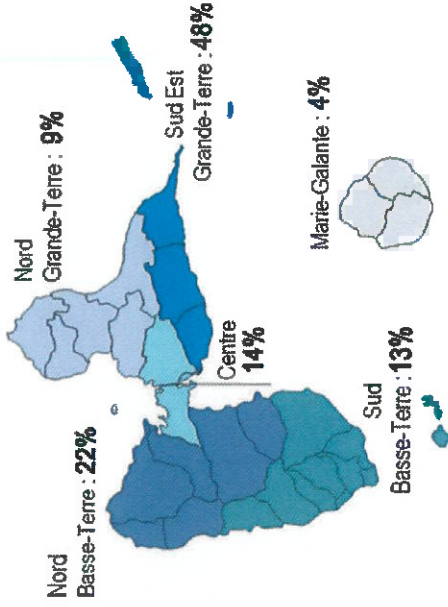 Nord
Grande-Terre : 9%
Sud Est
Grande-Terre : 48%
Nord
Basse-Terre : 22%
Centre
14%
Marie-Galante : 4%
Sud
Basse-Terre : 13%